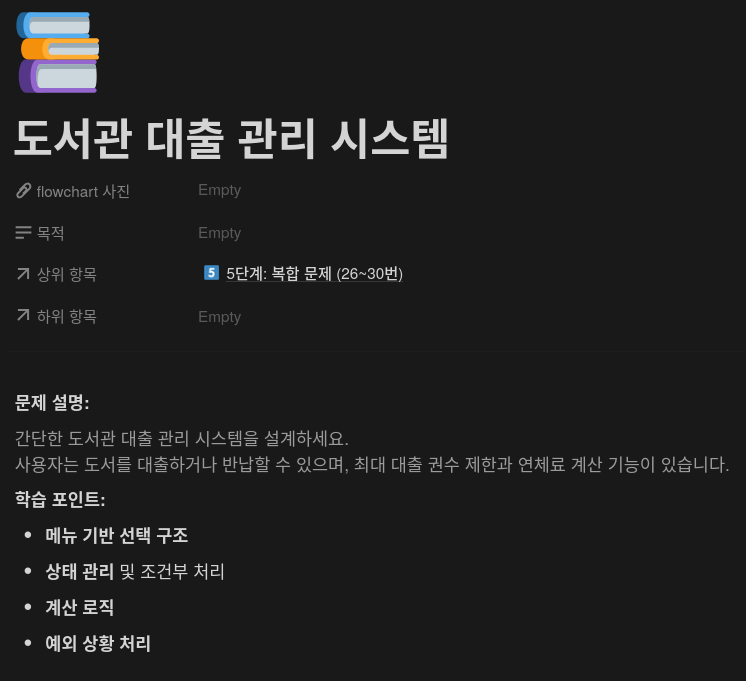 도서관 대출 관리 시스템
flowchart 사진 Empty
목적 Empty
상위 항목 5 5단계: 복합 문제 (26~30번)
하위 항목 Empty
문제 설명:
간단한 도서관 대출 관리 시스템을 설계하세요.
사용자는 도서를 대출하거나 반납할 수 있으며, 최대 대출 권수 제한과 연체료 계산 기능이 있습니다.
학습 포인트:
• 메뉴 기반 선택 구조
• 상태 관리 및 조건부 처리
• 계산 로직
• 예외 상황 처리